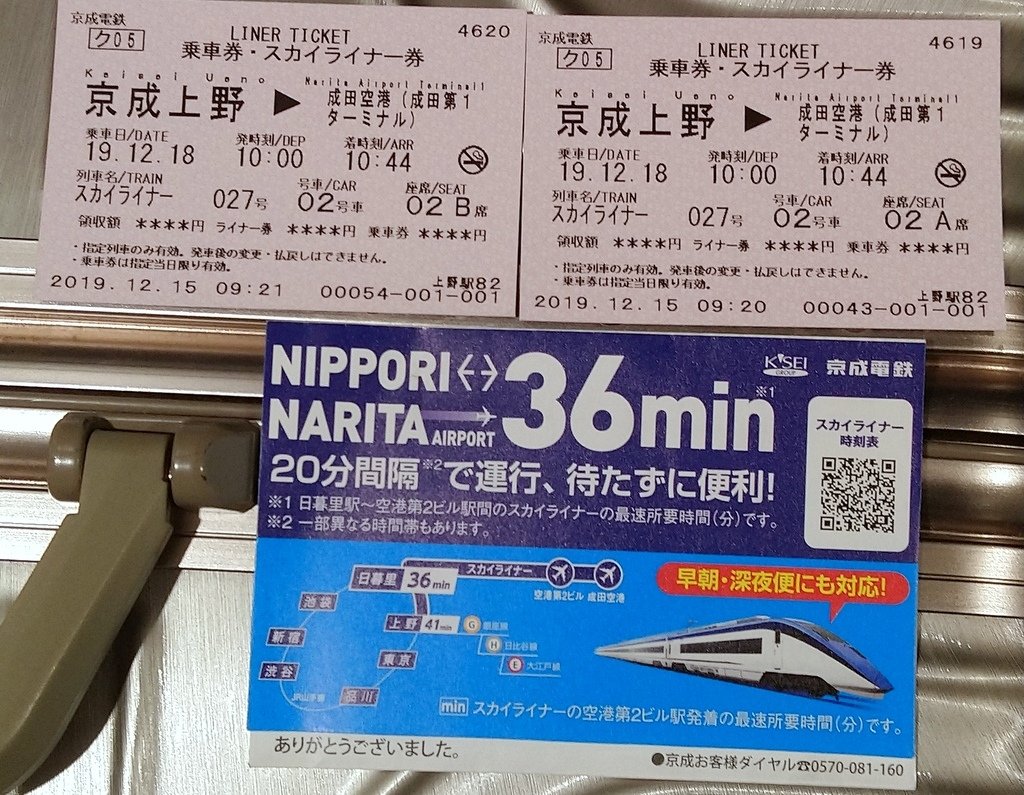 京成電鉄
4620
ク05
LINER TICKET
乗車券・スカイライナー券
Keisei Ueno
Narita Airport Terminal1
京成上野 ▶ 成田空港(成田第1
ターミナル)
乗車日/DATE 発時刻/DEP 着時刻/ARR
19.12.18 10:00 10:44
列車名/TRAIN 号車/CAR 座席/SEAT
スカイライナー 027号 02号車 02 B席
領収額 ****円 ライナー券 ****円 乗車券 ****円
・指定列車のみ有効。発車後の変更・払戻しはできません。
・乗車券は指定当日限り有効。
上野駅82
2019.12.15 09:21 00054-001-001
京成電鉄
4619
ク05
LINER TICKET
乗車券・スカイライナー券
Keisei Ueno
Narita Airport Terminal1
京成上野 ▶ 成田空港(成田第1
ターミナル)
乗車日/DATE 発時刻/DEP 着時刻/ARR
19.12.18 10:00 10:44
列車名/TRAIN 号車/CAR 座席/SEAT
スカイライナー 027号 02号車 02 A席
領収額 ****円 ライナー券 ****円 乗車券 ****円
・指定列車のみ有効。発車後の変更・払戻しはできません。
・乗車券は指定当日限り有効。
上野駅82
2019.12.15 09:20 00043-001-001
NIPPORI
NARITA AIRPORT
36min ※1
KEISEI GROUP 京成電鉄
スカイライナー
時刻表
20分間隔※2で運行、待たずに便利!
※1 日暮里駅~空港第2ビル駅間のスカイライナーの最速所要時間(分)です。
※2 一部異なる時間帯もあります。
日暮里 36min スカイライナー
空港第2ビル 成田空港
早朝・深夜便にも対応!
池袋
上野 41min G 銀座線
新宿
H 日比谷線
渋谷
東京
E 大江戸線
JR山手線
品川
min スカイライナーの空港第2ビル駅発着の最速所要時間(分)です。
ありがとうございました。
●京成お客様ダイヤル☎0570-081-160